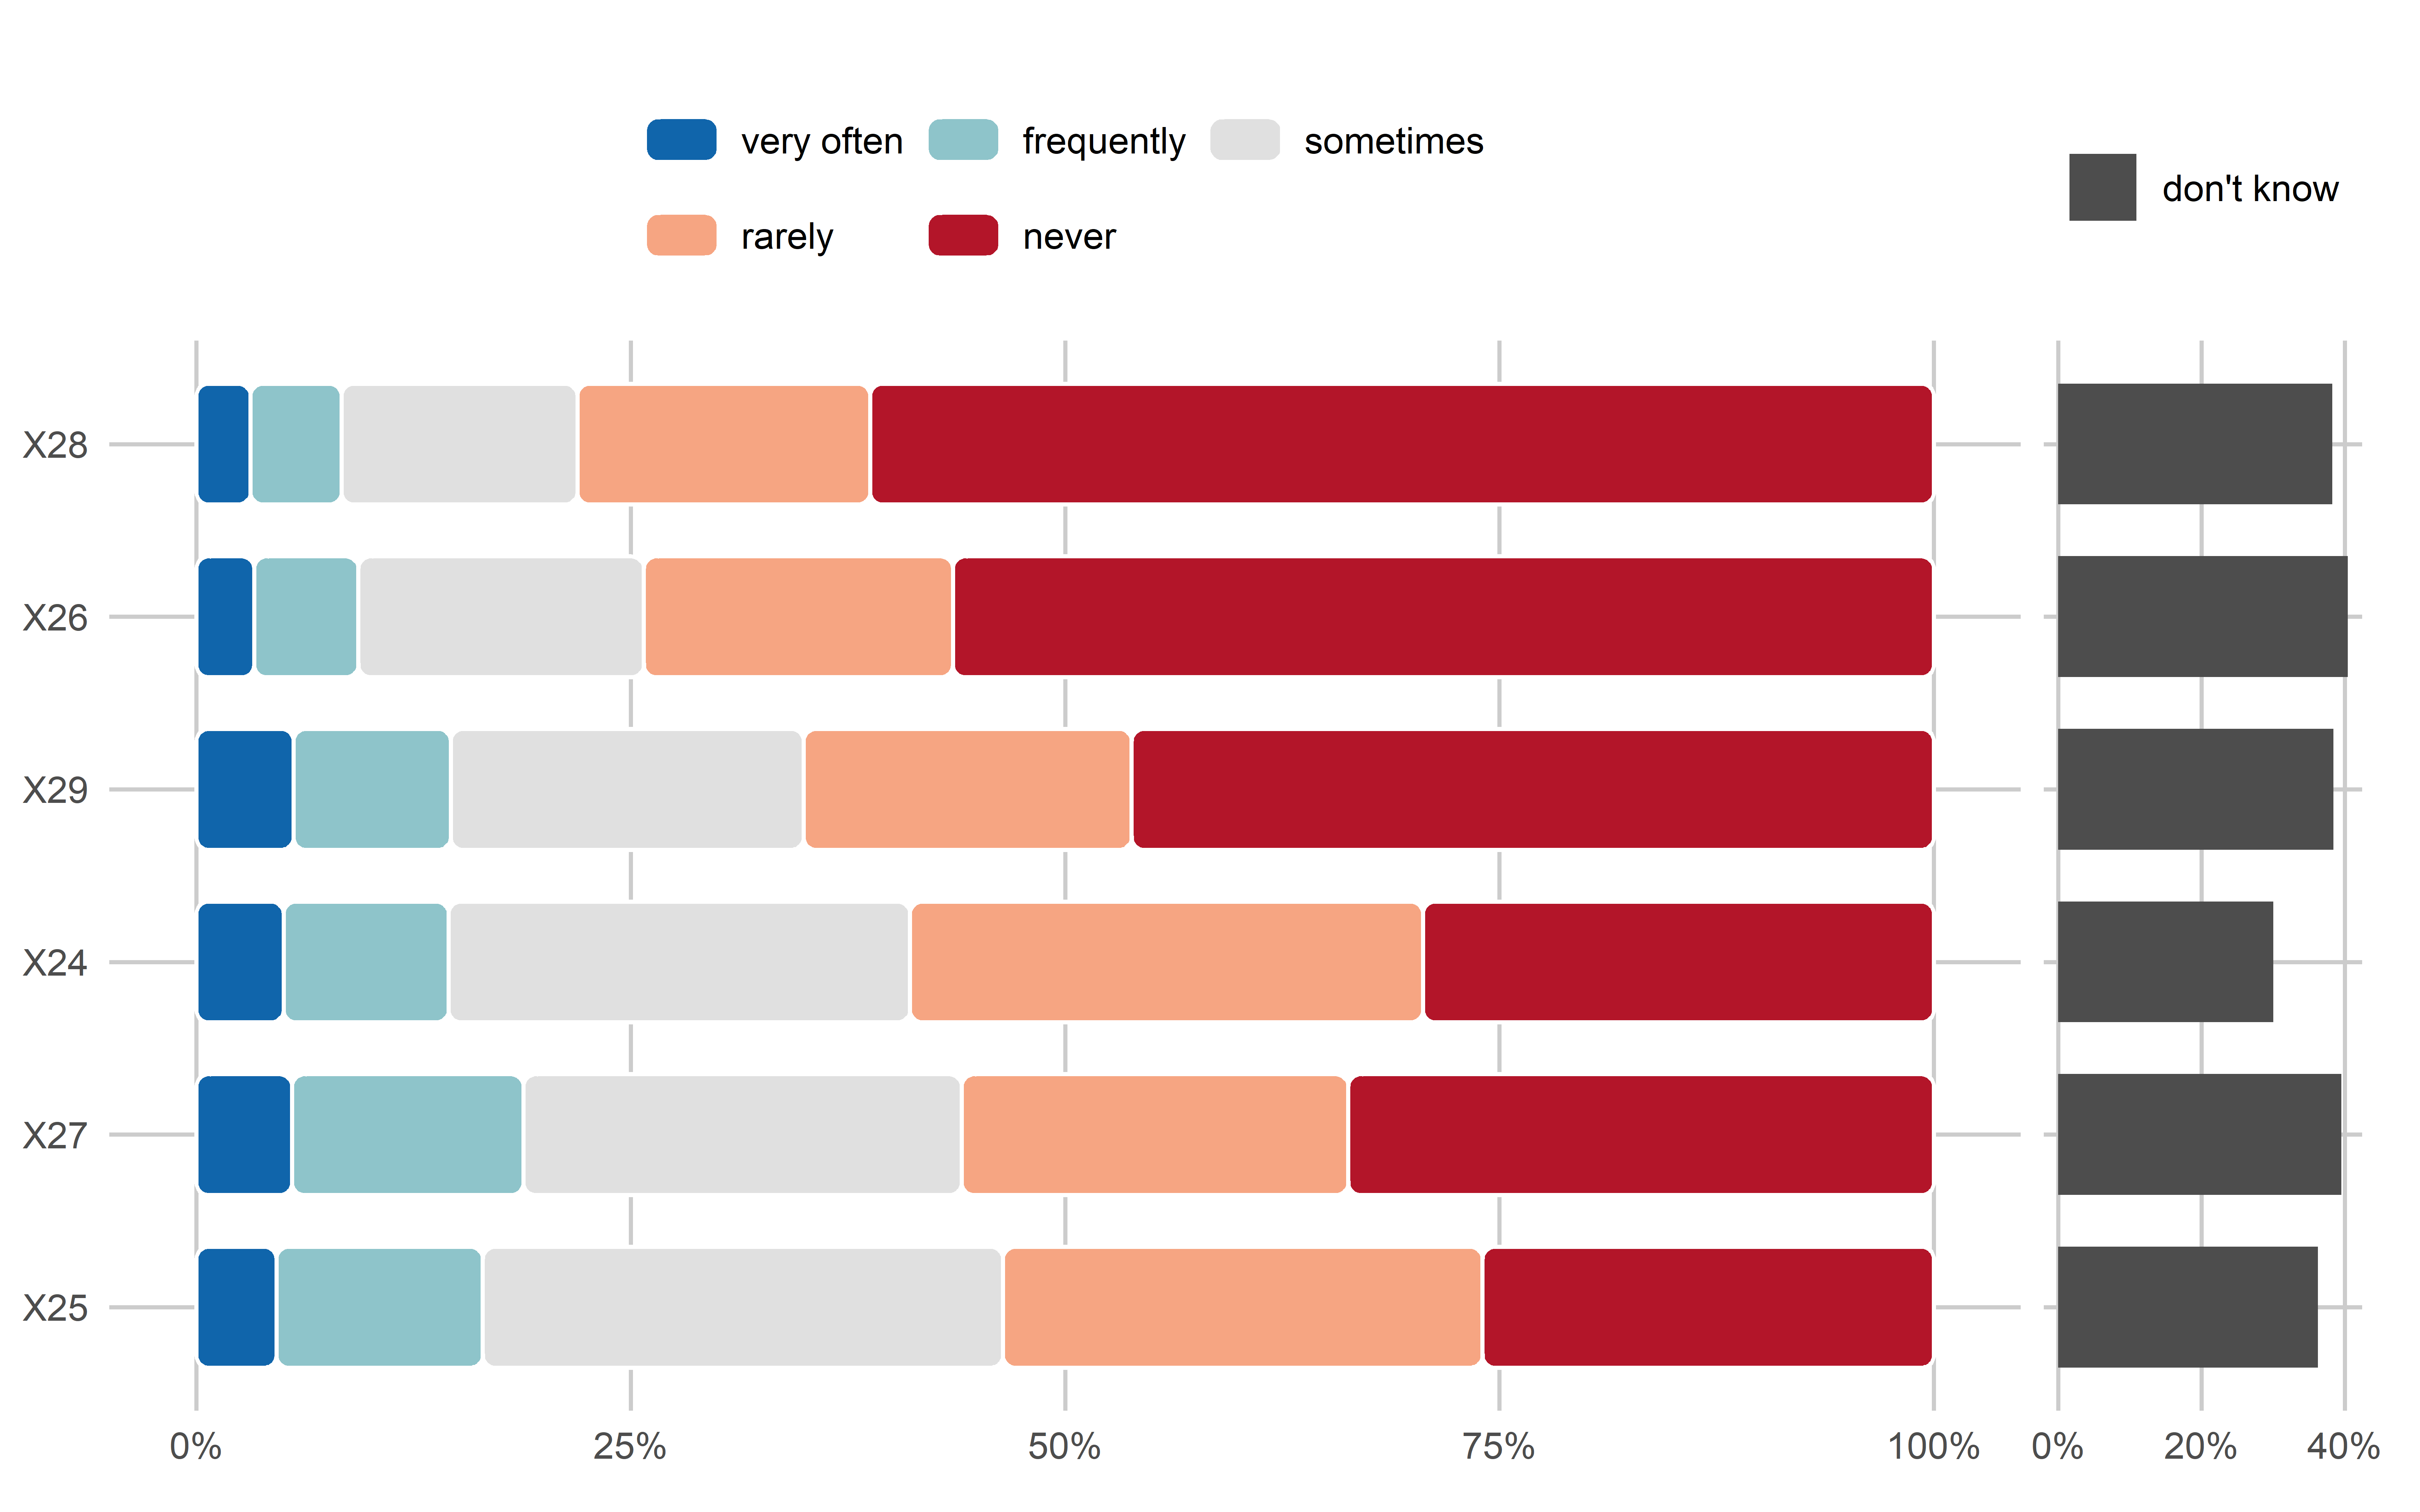 very often frequently sometimes
rarely never
don't know
X28
X26
X29
X24
X27
X25
0% 25% 50% 75% 100% 0% 20% 40%